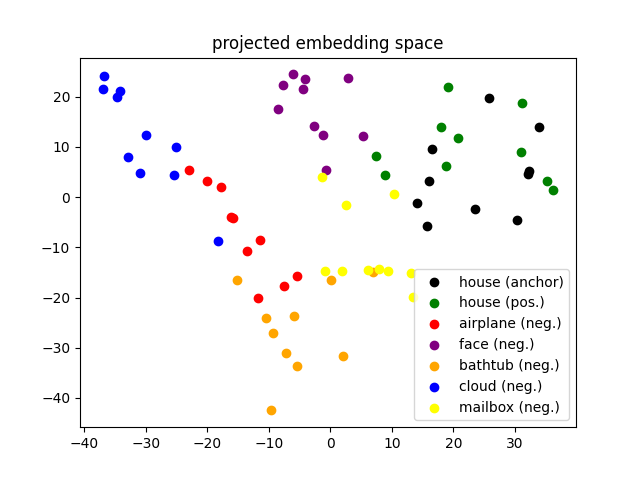 projected embedding space
20
10
0
−10
−20
−30
−40
−40 −30 −20 −10 0 10 20 30
house (anchor)
house (pos.)
airplane (neg.)
face (neg.)
bathtub (neg.)
cloud (neg.)
mailbox (neg.)